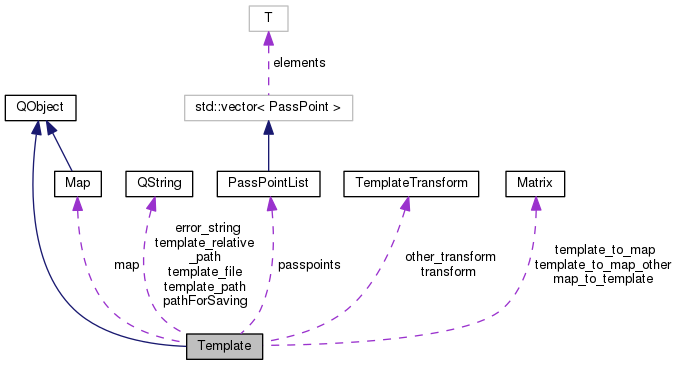 T
elements
QObject
std::vector< PassPoint >
Map
QString
PassPointList
TemplateTransform
Matrix
map
error_string
template_relative
_path
template_file
template_path
pathForSaving
passpoints
other_transform
transform
template_to_map
template_to_map_other
map_to_template
Template